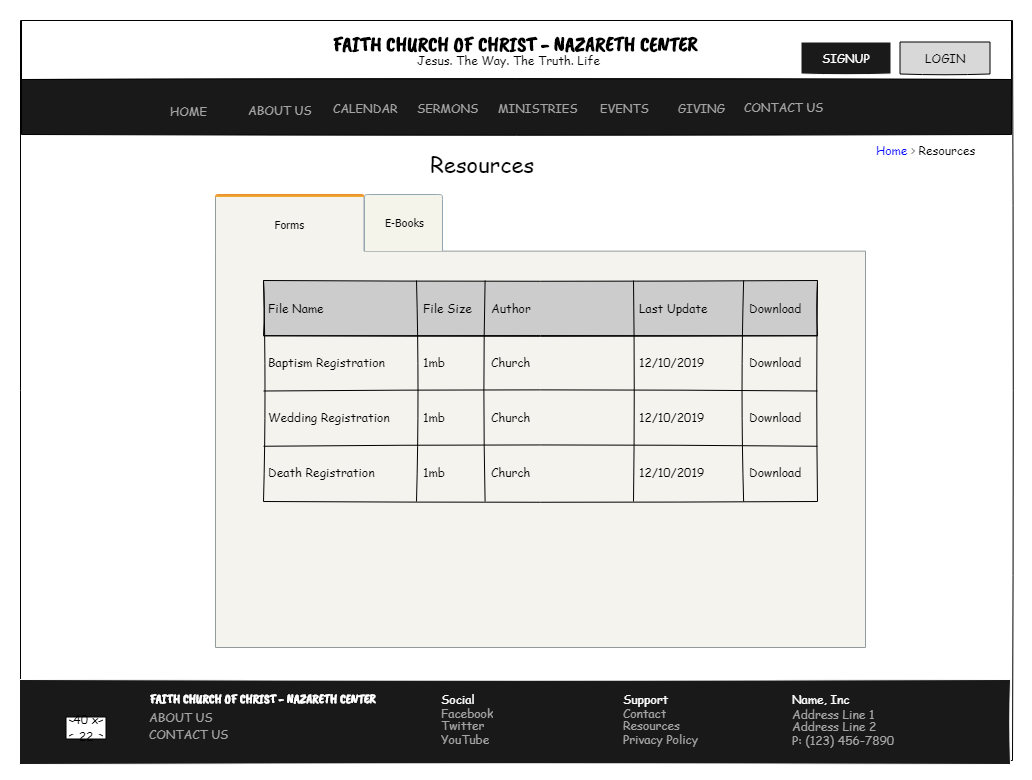 FAITH CHURCH OF CHRIST - NAZARETH CENTER
Jesus. The Way. The Truth. Life
SIGNUP LOGIN
HOME ABOUT US CALENDAR SERMONS MINISTRIES EVENTS GIVING CONTACT US
Home > Resources
Resources
Forms E-Books
File Name File Size Author Last Update Download
Baptism Registration 1mb Church 12/10/2019 Download
Wedding Registration 1mb Church 12/10/2019 Download
Death Registration 1mb Church 12/10/2019 Download
FAITH CHURCH OF CHRIST - NAZARETH CENTER
ABOUT US
CONTACT US
40 x
22
Social
Facebook
Twitter
YouTube
Support
Contact
Resources
Privacy Policy
Name, Inc
Address Line 1
Address Line 2
P: (123) 456-7890